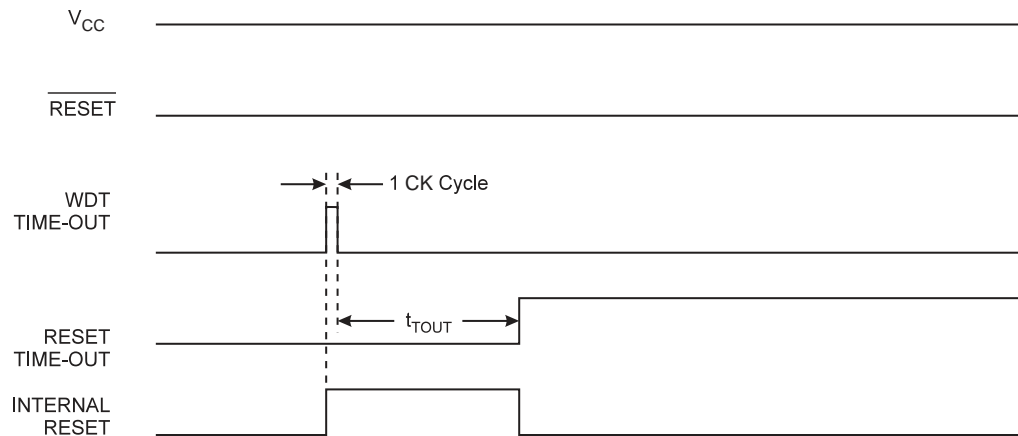 VCC
RESET
1 CK Cycle
WDT
TIME-OUT
tTOUT
RESET
TIME-OUT
INTERNAL
RESET